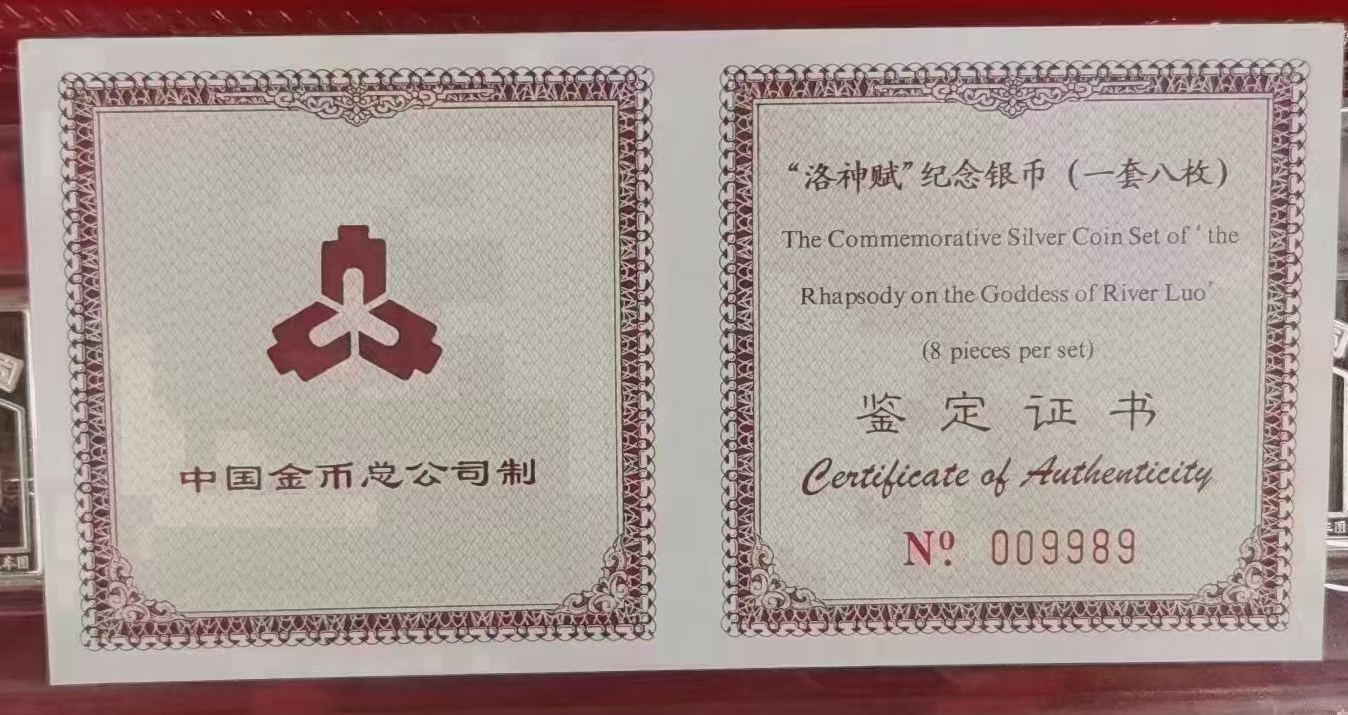 中国金币总公司制
“洛神赋”纪念银币（一套八枚）
The Commemorative Silver Coin Set of ‘ the
Rhapsody on the Goddess of River Luo’
(8 pieces per set)
鉴定证书
Certificate of Authenticity
Nº 009989